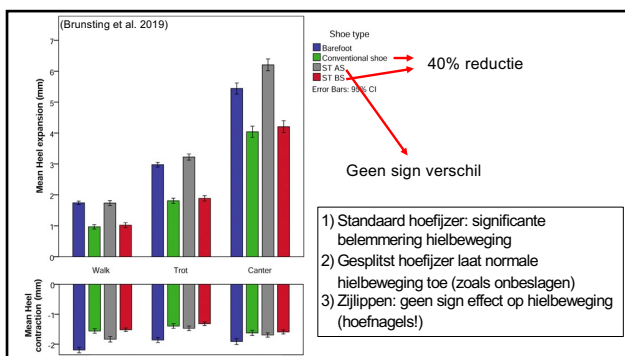 (Brunsting et al. 2019)
Mean Heel expansion (mm)
7
6
5
4
3
2
1
0
Walk
Trot
Canter
Mean Heel
contraction (mm)
0
-1
-2
Shoe type
Barefoot
Conventional shoe
ST AS
ST BS
Error Bars: 95% CI
40% reductie
Geen sign verschil
1) Standaard hoefijzer: significante
belemmering hielbeweging
2) Gesplitst hoefijzer laat normale
hielbeweging toe (zoals onbeslagen)
3) Zijlippen: geen sign effect op hielbeweging
(hoefnagels!)